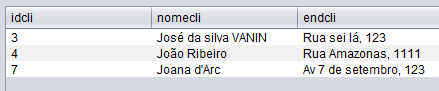 idcli nomecli endcli
3 José da silva VANIN Rua sei lá, 123
4 João Ribeiro Rua Amazonas, 1111
7 Joana d'Arc Av 7 de setembro, 123